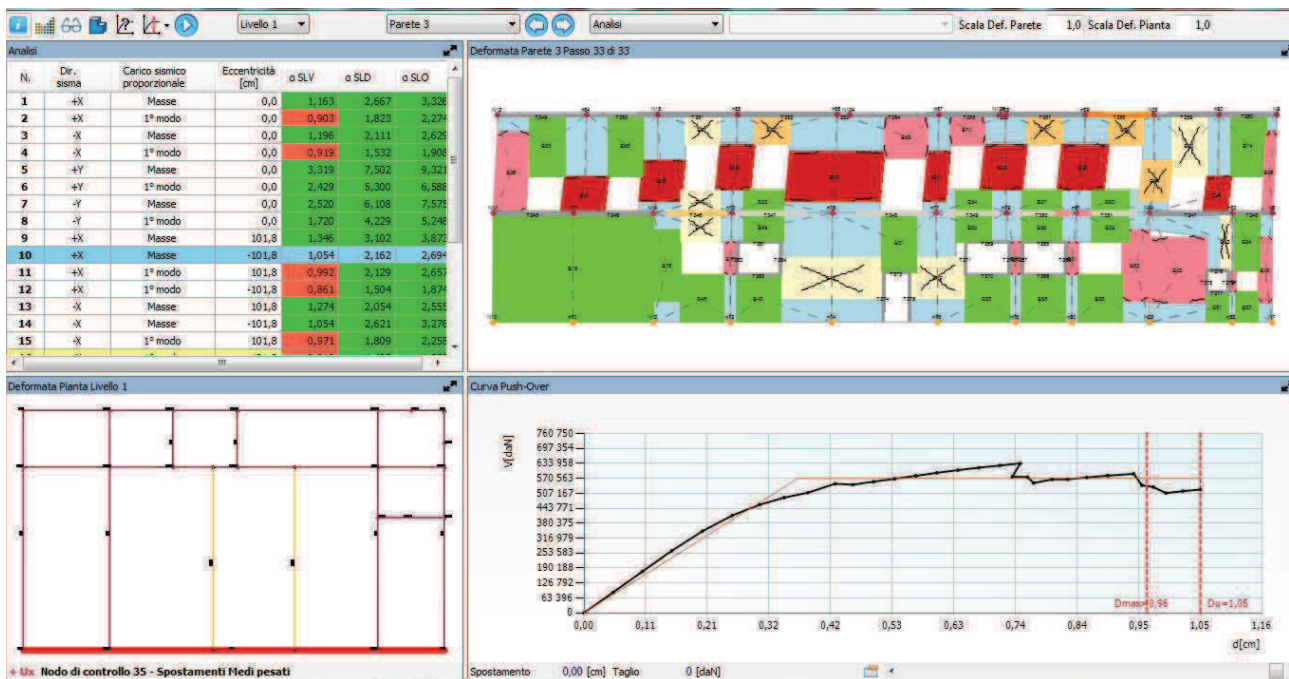 Livello 1 Parete 3 Analisi Scala Def. Parete 1,0 Scala Def. Pianta 1,0
Analisi
N. Dir. sisma Carico sismico proporzionale Eccentricità [cm] α SLV α SLD α SLO
1 +X Masse 0,0 1,163 2,667 3,326
2 +X 1° modo 0,0 0,903 1,823 2,274
3 -X Masse 0,0 1,196 2,111 2,629
4 -X 1° modo 0,0 0,919 1,532 1,908
5 +Y Masse 0,0 3,319 7,502 9,321
6 +Y 1° modo 0,0 2,429 5,300 6,588
7 -Y Masse 0,0 2,520 6,108 7,575
8 -Y 1° modo 0,0 1,720 4,229 5,248
9 +X Masse 101,8 1,346 3,102 3,873
10 +X Masse -101,8 1,054 2,162 2,694
11 +X 1° modo 101,8 0,992 2,129 2,657
12 +X 1° modo -101,8 0,861 1,504 1,874
13 -X Masse 101,8 1,274 2,054 2,555
14 -X Masse -101,8 1,054 2,621 3,276
15 -X 1° modo 101,8 0,971 1,809 2,258
Deformata Parete 3 Passo 33 di 33
Deformata Pianta Livello 1
+ Ux Nodo di controllo 35 - Spostamenti Medi pesati
Curva Push-Over
V[daN]
760 750
697 354
633 958
570 563
507 167
443 771
380 375
316 979
253 583
190 188
126 792
63 396
0
Dmax=0,96 Du=1,05
0,00 0,11 0,21 0,32 0,42 0,53 0,63 0,74 0,84 0,95 1,05 1,16
d[cm]
Spostamento 0,00 [cm] Taglio 0 [daN]